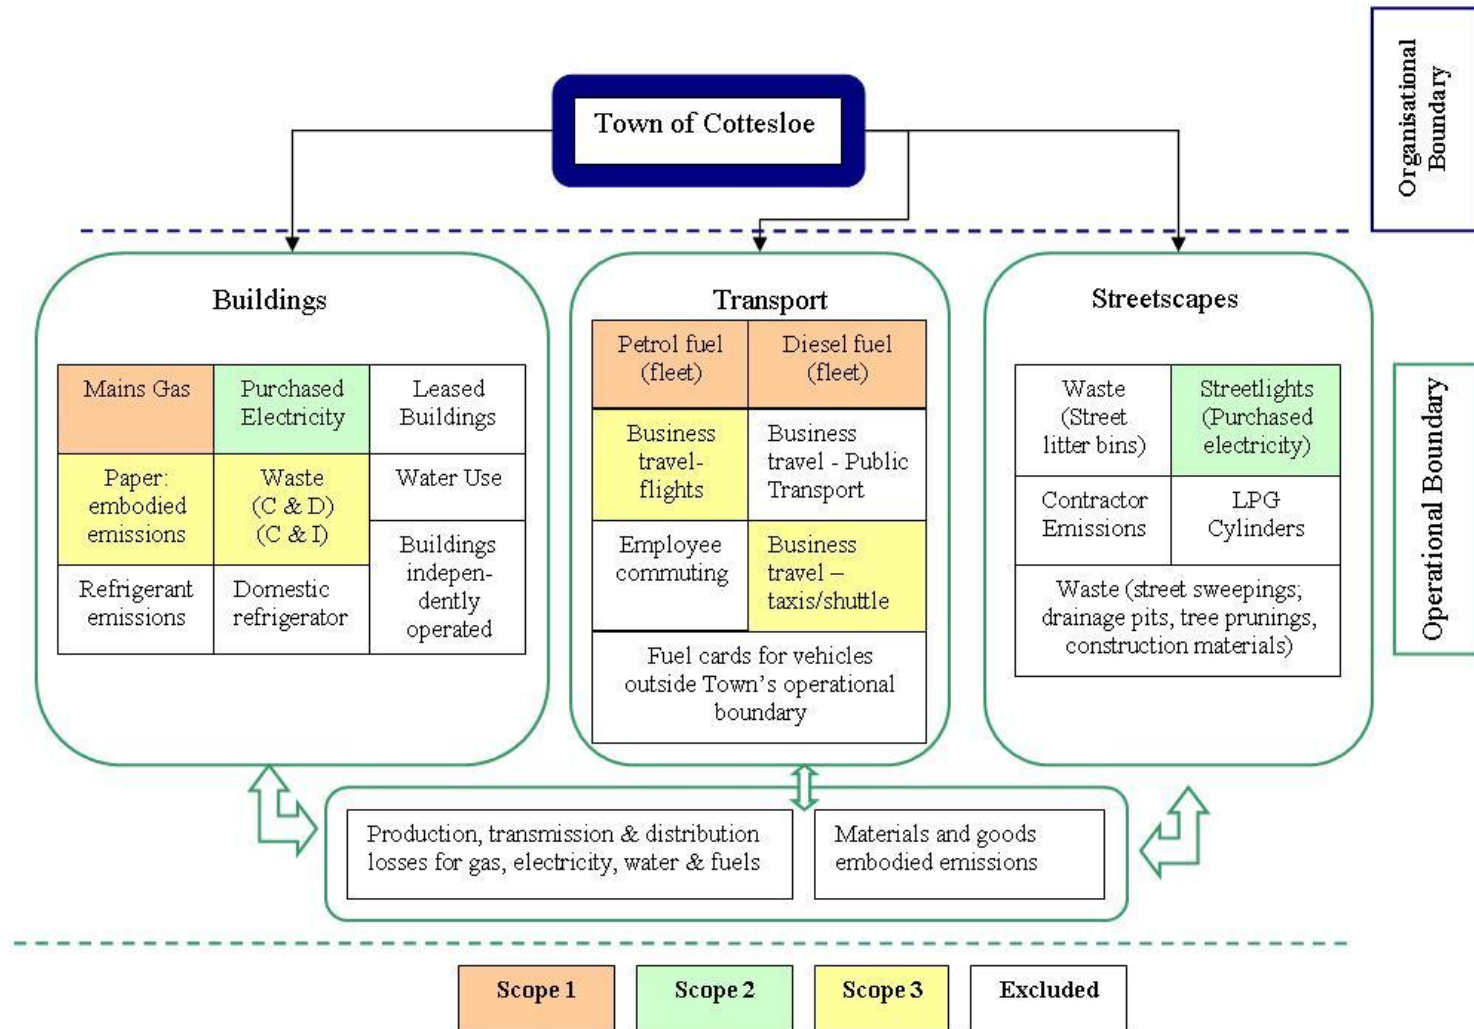 Organisational
Boundary
Town of Cottesloe
Buildings
Mains Gas
Purchased
Electricity
Leased
Buildings
Paper:
embodied
emissions
Waste
(C & D)
(C & I)
Water Use
Refrigerant
emissions
Domestic
refrigerator
Buildings
indepen-
dently
operated
Transport
Petrol fuel
(fleet)
Diesel fuel
(fleet)
Business
travel-
flights
Business
travel - Public
Transport
Employee
commuting
Business
travel –
taxis/shuttle
Fuel cards for vehicles
outside Town’s operational
boundary
Streetscapes
Waste
(Street
litter bins)
Streetlights
(Purchased
electricity)
Contractor
Emissions
LPG
Cylinders
Waste (street sweepings;
drainage pits, tree prunings,
construction materials)
Operational Boundary
Production, transmission & distribution
losses for gas, electricity, water & fuels
Materials and goods
embodied emissions
Scope 1
Scope 2
Scope 3
Excluded